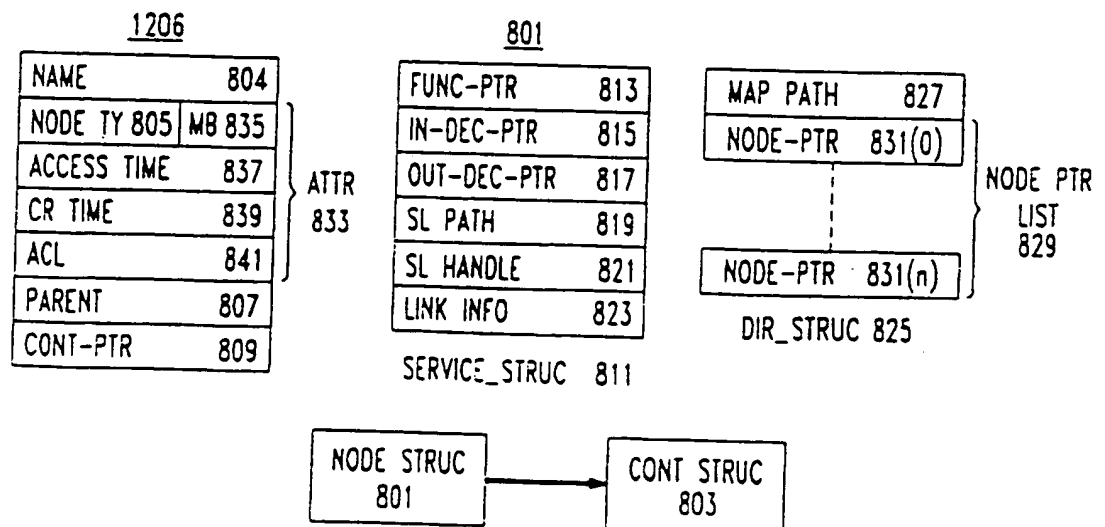 1206
NAME 804
NODE TY 805 MB 835
ACCESS TIME 837
CR TIME 839
ACL 841
PARENT 807
CONT-PTR 809
ATTR
833
801
FUNC-PTR 813
IN-DEC-PTR 815
OUT-DEC-PTR 817
SL PATH 819
SL HANDLE 821
LINK INFO 823
SERVICE_STRUC 811
MAP PATH 827
NODE-PTR 831(0)
NODE-PTR 831(n)
DIR_STRUC 825
NODE PTR
LIST
829
NODE STRUC
801
CONT STRUC
803